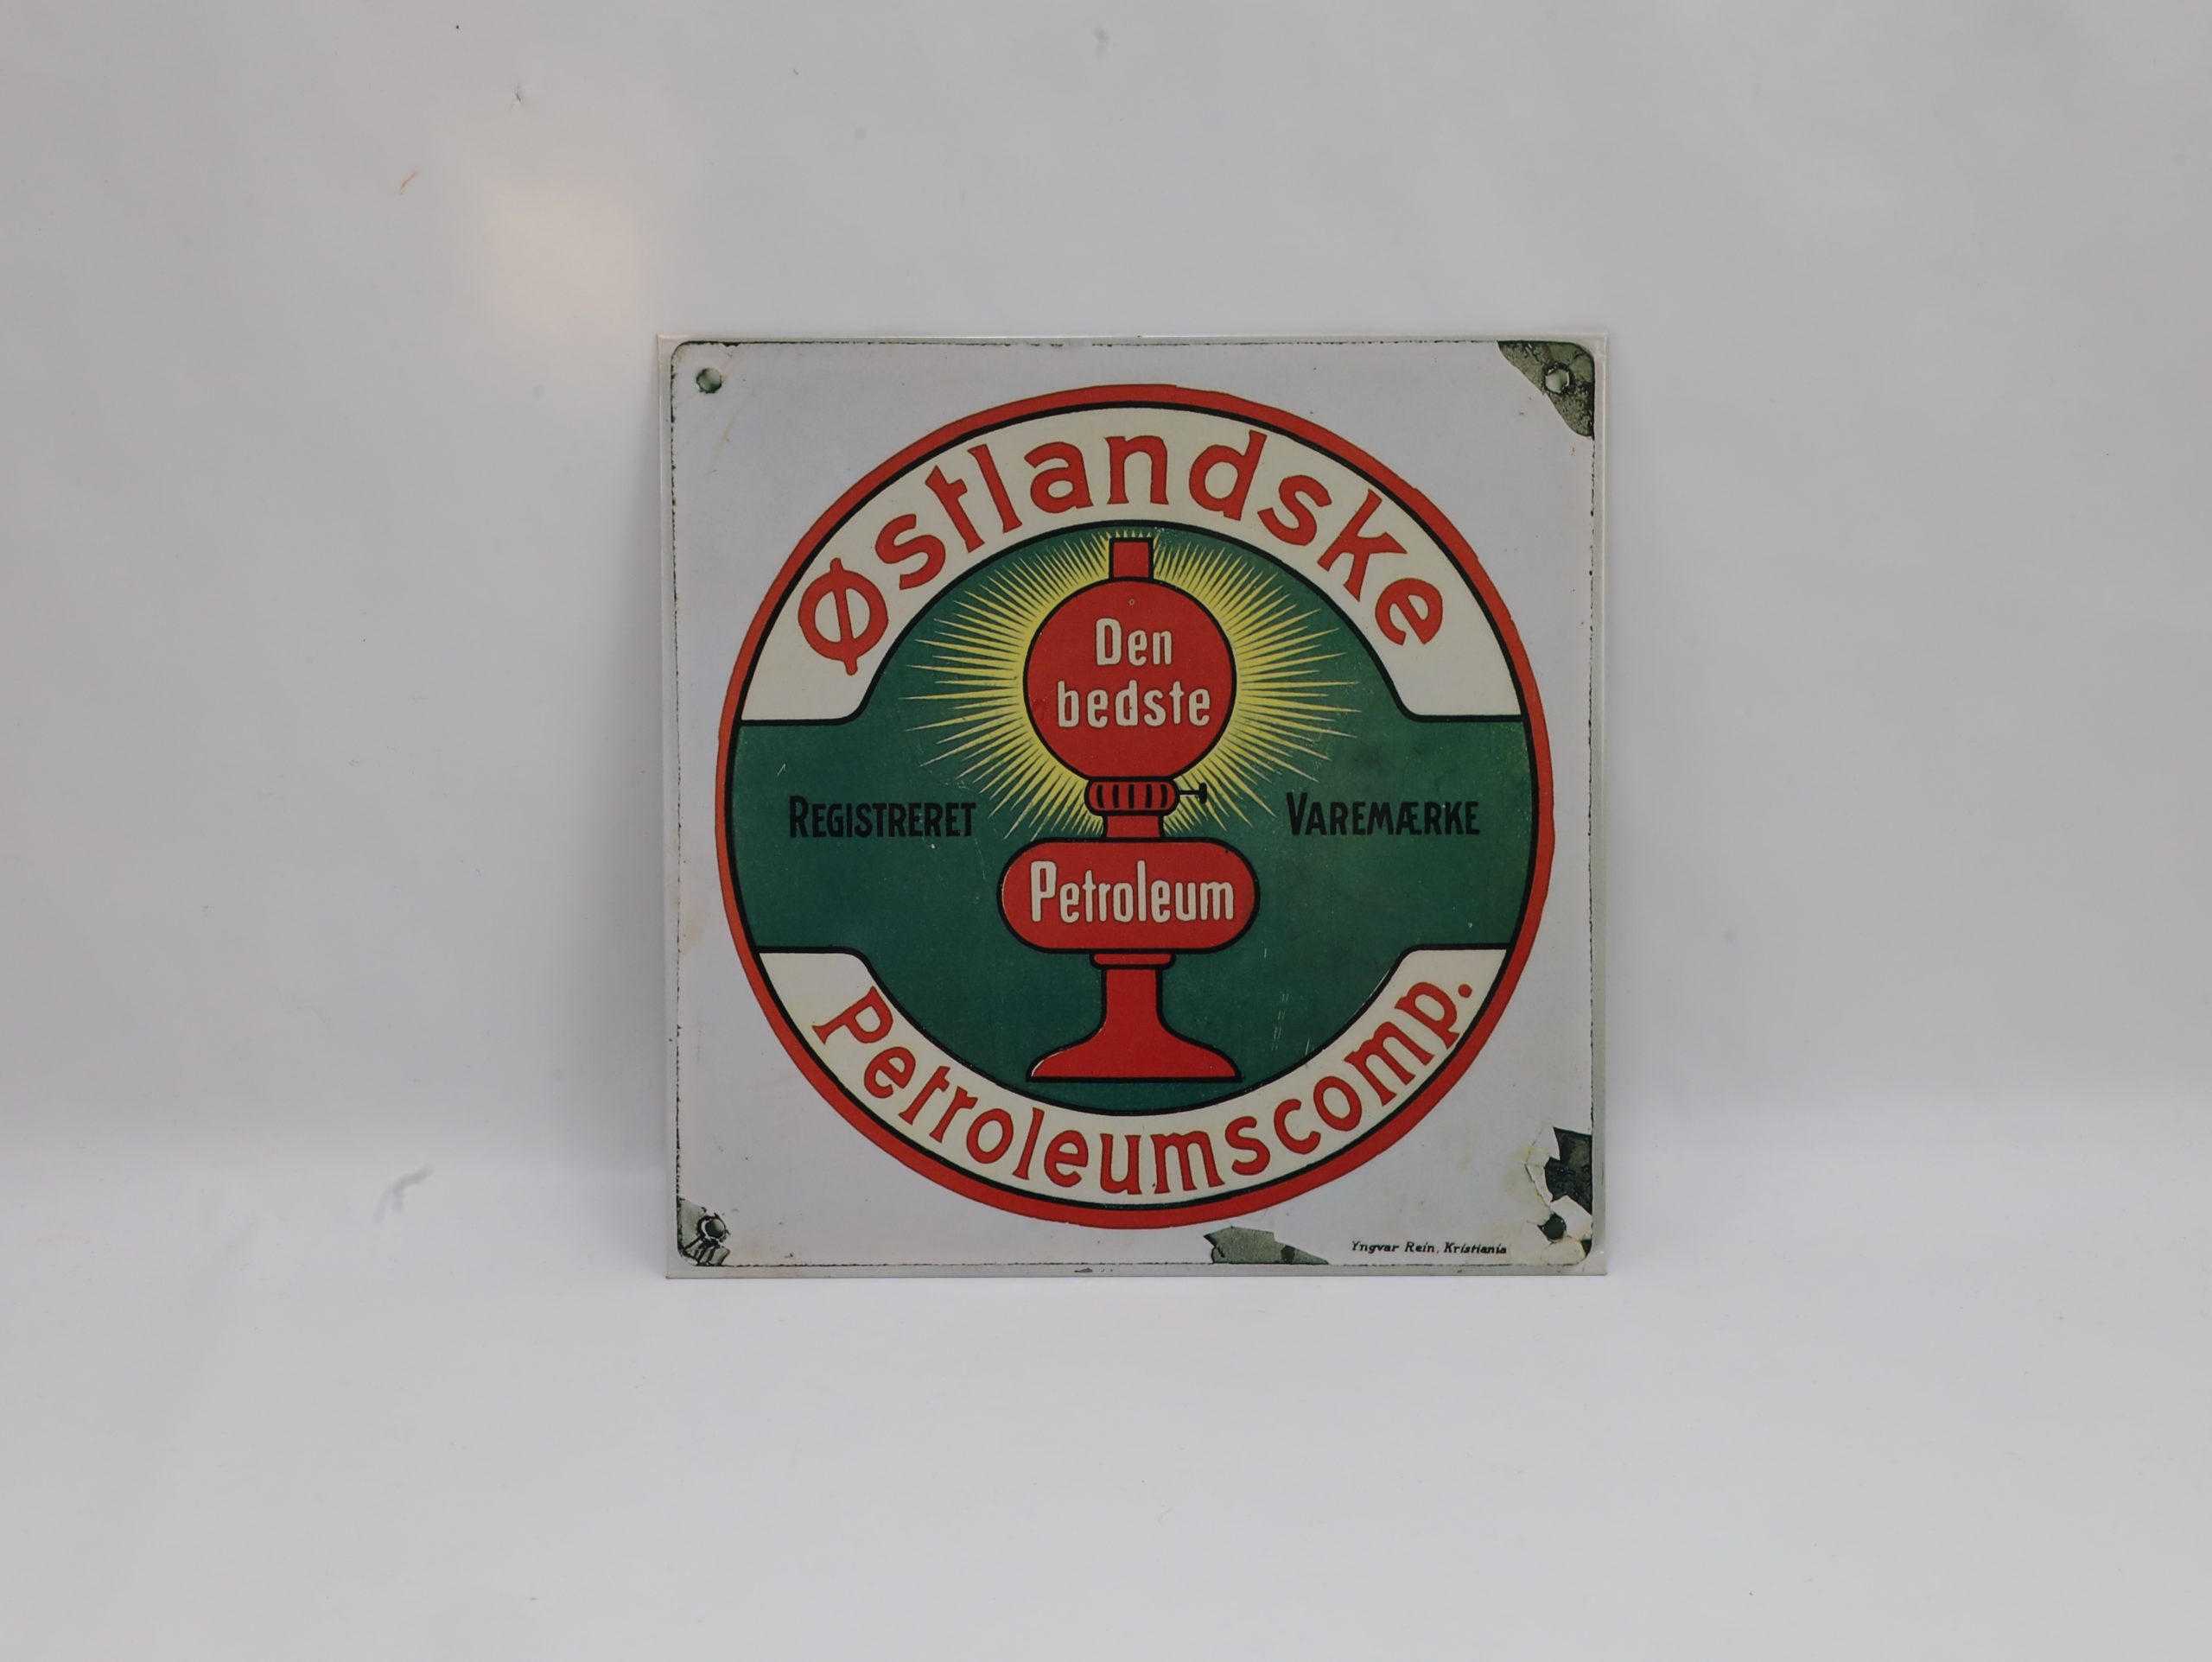 Østlandske
Den
bedste
REGISTRERET
VAREMÆRKE
Petroleum
Petroleumscomp.
Yngvar Rein, Kristiania